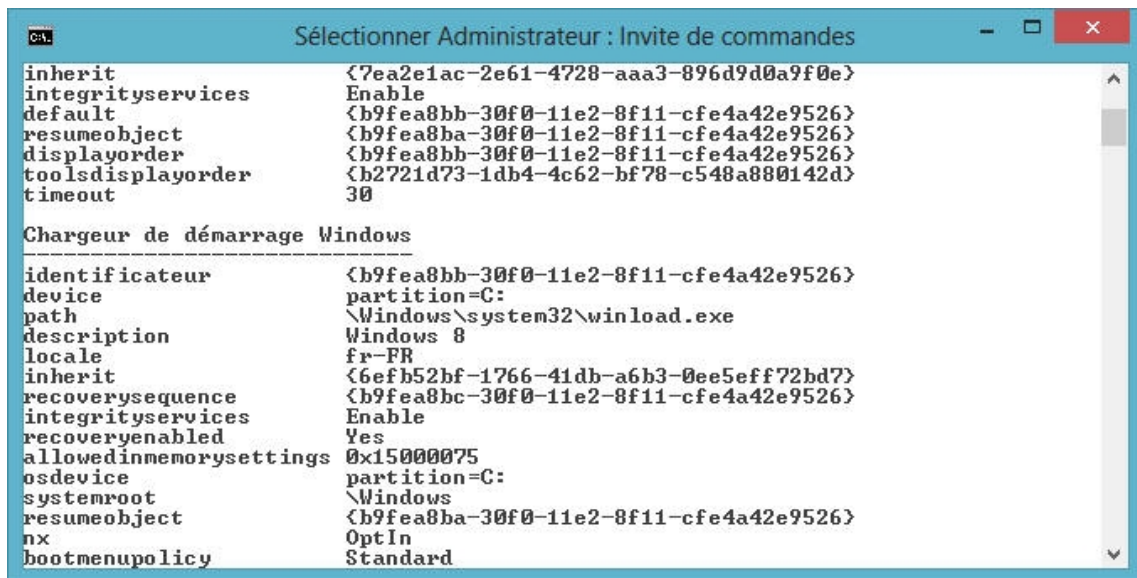 Sélectionner Administrateur : Invite de commandes
inherit {7ea2e1ac-2e61-4728-aaa3-896d9d0a9f0e}
integrityservices Enable
default {b9fea8bb-30f0-11e2-8f11-cfe4a42e9526}
resumeobject {b9fea8ba-30f0-11e2-8f11-cfe4a42e9526}
displayorder {b9fea8bb-30f0-11e2-8f11-cfe4a42e9526}
toolsdisplayorder {b2721d73-1db4-4c62-bf78-c548a880142d}
timeout 30
Chargeur de démarrage Windows
-----------------------------
identificateur {b9fea8bb-30f0-11e2-8f11-cfe4a42e9526}
device partition=C:
path \Windows\system32\winload.exe
description Windows 8
locale fr-FR
inherit {6efb52bf-1766-41db-a6b3-0ee5eff72bd7}
recoverysequence {b9fea8bc-30f0-11e2-8f11-cfe4a42e9526}
integrityservices Enable
recoveryenabled Yes
allowedinmemorysettings 0x15000075
osdevice partition=C:
systemroot \Windows
resumeobject {b9fea8ba-30f0-11e2-8f11-cfe4a42e9526}
nx OptIn
bootmenupolicy Standard